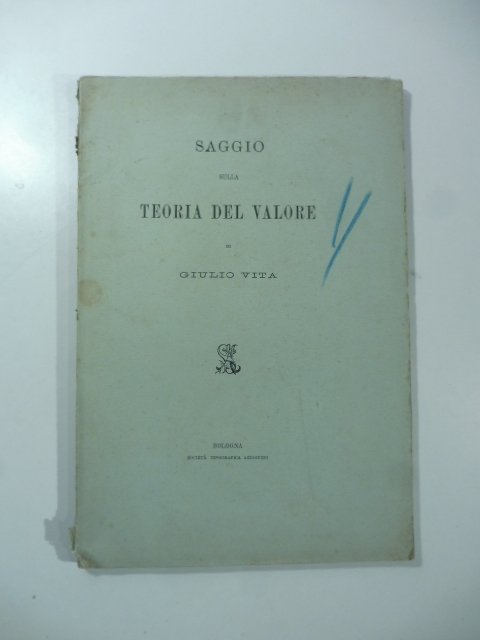 SAGGIO
SULLA
TEORIA DEL VALORE
DI
GIULIO VITA
BOLOGNA
SOCIETÀ TIPOGRAFICA AZZOGUIDI